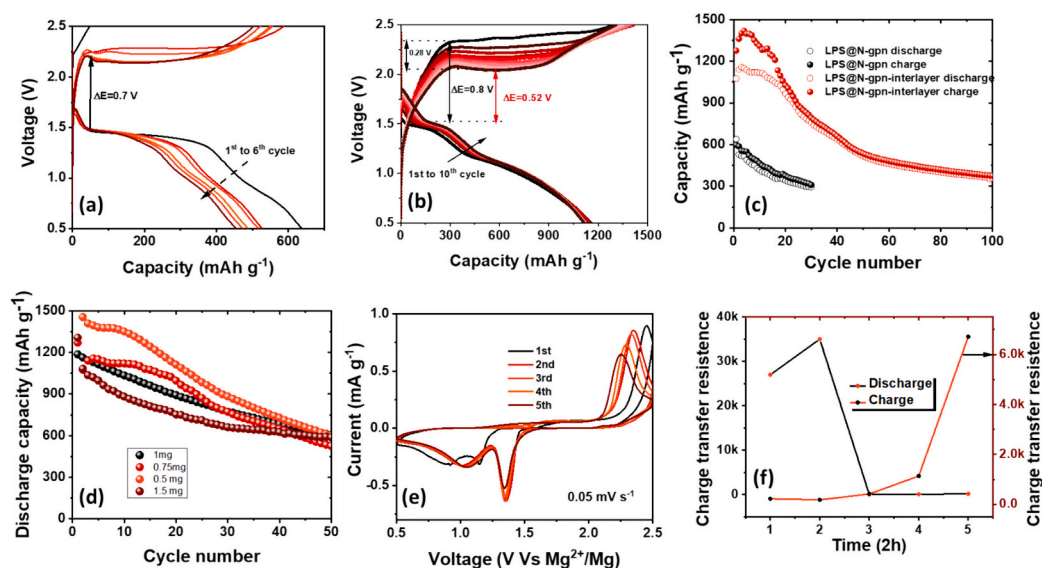 2.5
2.0
1.5
1.0
0.5
Voltage (V)
ΔE=0.7 V
1st to 6th cycle
(a)
0 200 400 600
Capacity (mAh g-1)
2.5
2.0
1.5
1.0
0.5
Voltage (V)
0.28 V
ΔE=0.8 V
ΔE=0.52 V
1st to 10th cycle
(b)
0 300 600 900 1200 1500
Capacity (mAh g-1)
1500
1200
900
600
300
0
Capacity (mAh g-1)
LPS@N-gpn discharge
LPS@N-gpn charge
LPS@N-gpn-interlayer discharge
LPS@N-gpn-interlayer charge
(c)
0 20 40 60 80 100
Cycle number
1500
1200
900
600
300
0
Discharge capacity (mAh g-1)
1mg
0.75mg
0.5 mg
1.5 mg
(d)
0 10 20 30 40 50
Cycle number
1.0
0.5
0.0
-0.5
Current (mA g-1)
1st
2nd
3rd
4th
5th
0.05 mV s-1
(e)
1.0 1.5 2.0 2.5
Voltage (V Vs Mg2+/Mg)
40k
30k
20k
10k
0
Charge transfer resistence
Discharge
Charge
(f)
6.0k
4.0k
2.0k
0.0
Charge transfer resistence
1 2 3 4 5
Time (2h)